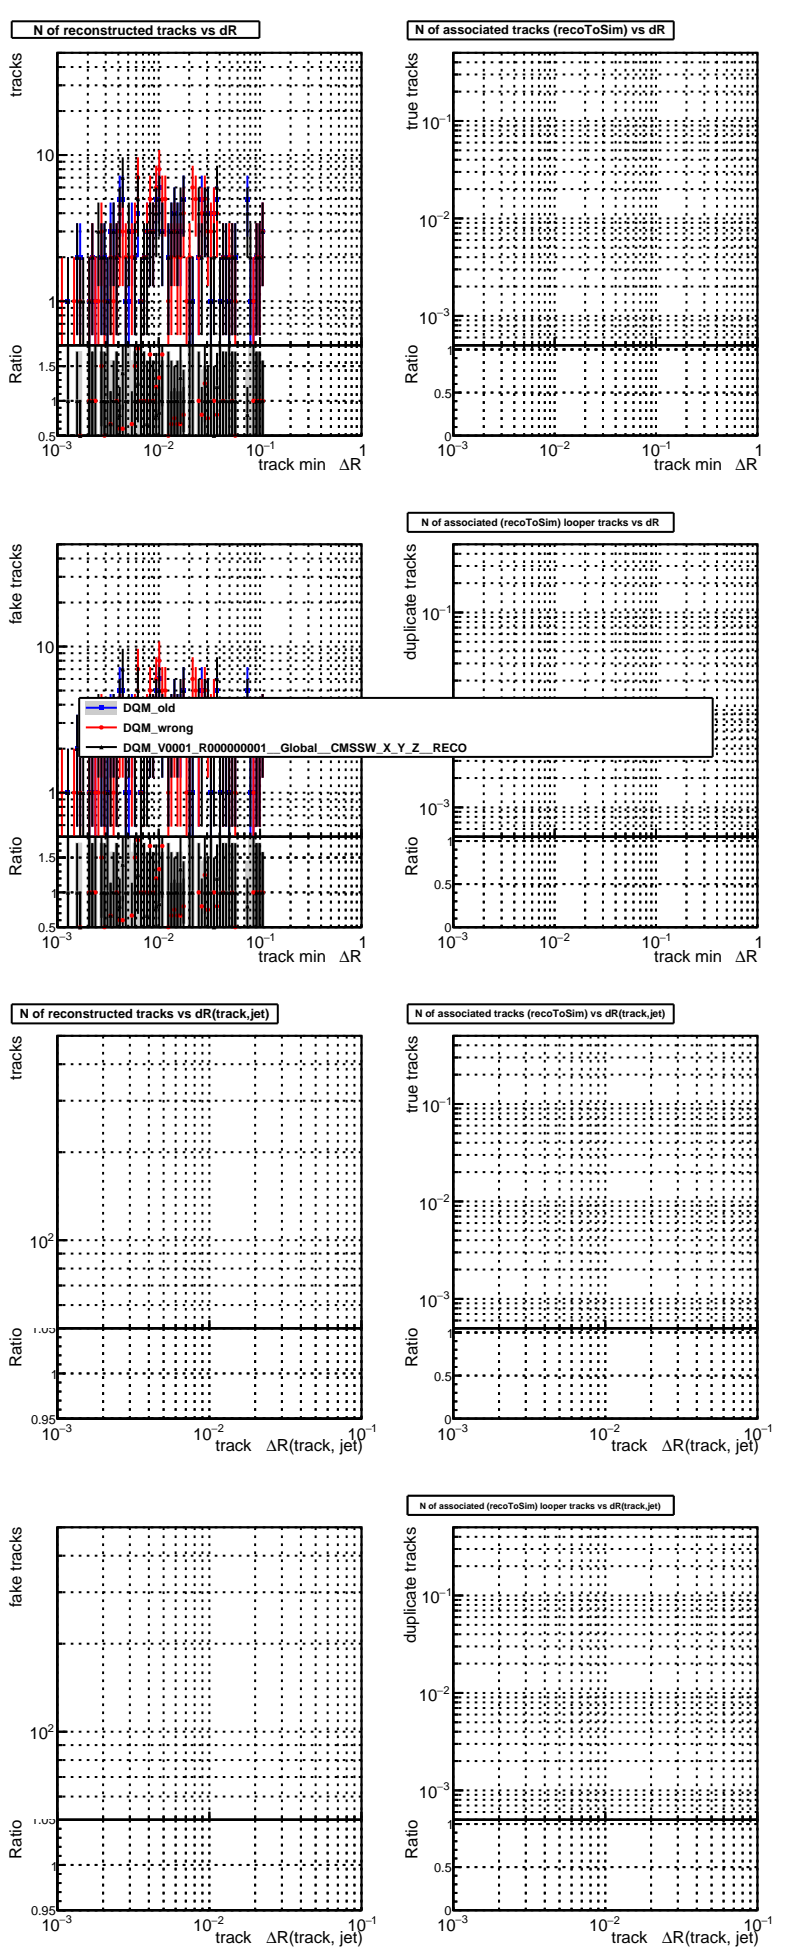 N of reconstructed tracks vs dR
tracks
10
1
Ratio
1.5
1
0.5
10−3
10−2
10−1
1
track min ΔR
N of associated tracks (recoToSim) vs dR
true tracks
10−1
10−2
10−3
Ratio
1
0.5
0
10−3
10−2
10−1
1
track min ΔR
fake tracks
10
1
Ratio
1.5
1
0.5
10−3
10−2
10−1
1
track min ΔR
N of associated (recoToSim) looper tracks vs dR
duplicate tracks
10−1
10−3
Ratio
1
0.5
0
10−3
10−2
10−1
1
track min ΔR
DQM_old
DQM_wrong
DQM_V0001_R000000001__Global__CMSSW_X_Y_Z__RECO
N of reconstructed tracks vs dR(track,jet)
tracks
102
Ratio
1.05
1
0.95
10−3
10−2
10−1
track ΔR(track, jet)
N of associated tracks (recoToSim) vs dR(track,jet)
true tracks
10−1
10−2
10−3
Ratio
1
0.5
0
10−3
10−2
10−1
track ΔR(track, jet)
fake tracks
102
Ratio
1.05
1
0.95
10−3
10−2
10−1
track ΔR(track, jet)
N of associated (recoToSim) looper tracks vs dR(track,jet)
duplicate tracks
10−1
10−2
10−3
Ratio
1
0.5
0
10−3
10−2
10−1
track ΔR(track, jet)